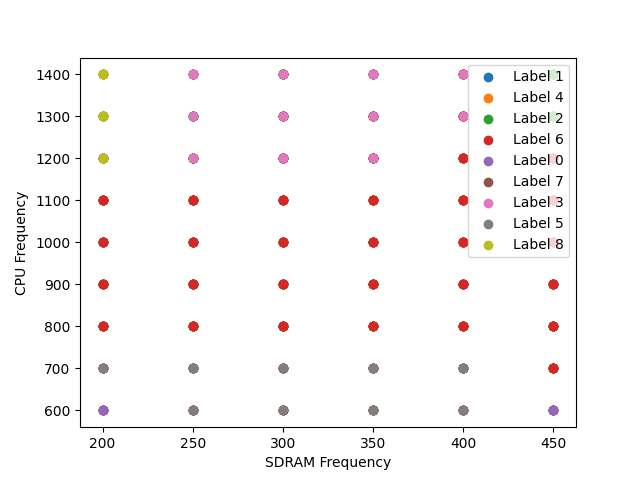 1400
1300
1200
1100
1000
900
800
700
600
CPU Frequency
200 250 300 350 400 450
SDRAM Frequency
Label 1
Label 4
Label 2
Label 6
Label 0
Label 7
Label 3
Label 5
Label 8